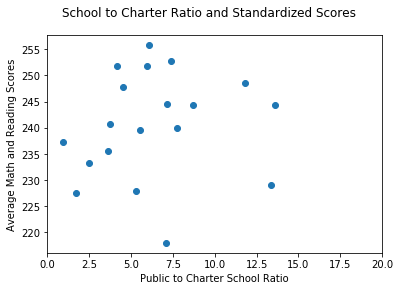 School to Charter Ratio and Standardized Scores
255
250
245
240
235
230
225
220
Average Math and Reading Scores
0.0 2.5 5.0 7.5 10.0 12.5 15.0 17.5 20.0
Public to Charter School Ratio